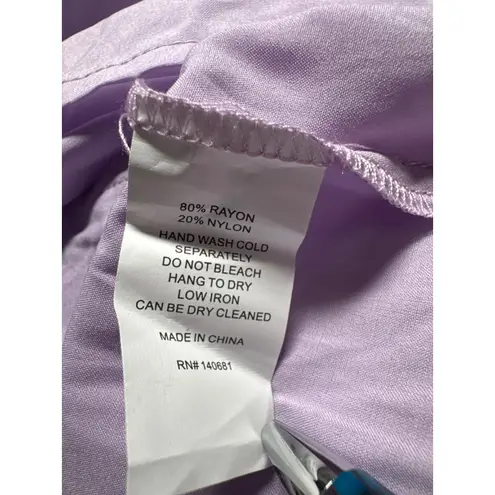 80% RAYON
20% NYLON
HAND WASH COLD
SEPARATELY
DO NOT BLEACH
HANG TO DRY
LOW IRON
CAN BE DRY CLEANED
MADE IN CHINA
RN# 140681